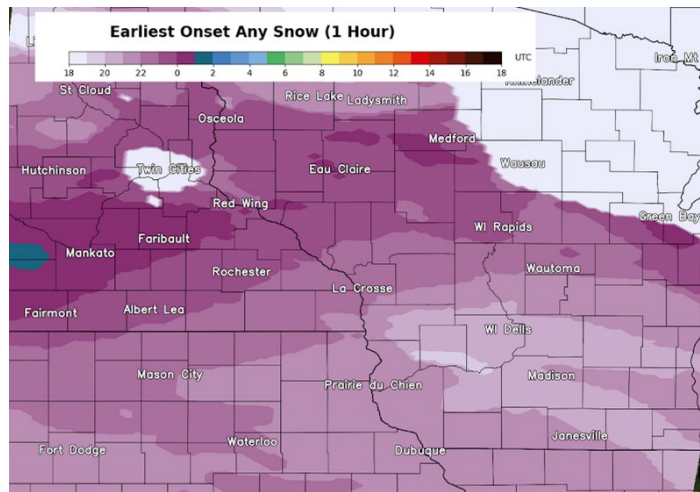 Earliest Onset Any Snow (1 Hour)
18 20 22 0 2 4 6 8 10 12 14 16 18 UTC
Iron Mt
St Cloud
Rice Lake
Ladysmith
Osceola
Medford
Wausau
Hutchinson
Twin Cities
Eau Claire
Red Wing
Green Bay
WI Rapids
Faribault
Mankato
Rochester
Wautoma
La Crosse
Fairmont
Albert Lea
WI Dells
Mason City
Prairie du Chien
Madison
Fort Dodge
Waterloo
Dubuque
Janesville